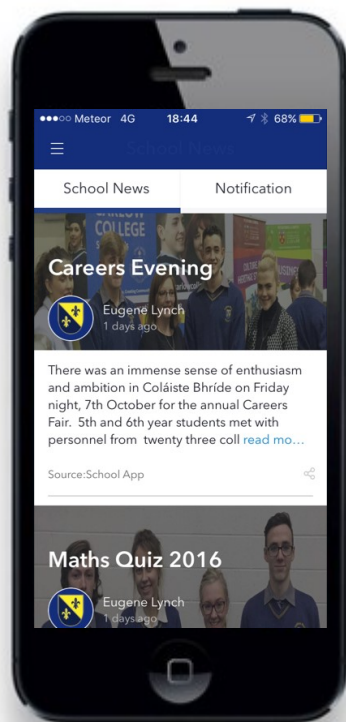 Meteor 4G 18:44 68%
School News
School News Notification
CARLOW
COLLEGE
Careers Evening
Eugene Lynch
1 days ago
There was an immense sense of enthusiasm
and ambition in Coláiste Bhríde on Friday
night, 7th October for the annual Careers
Fair. 5th and 6th year students met with
personnel from twenty three coll read mo...
Source:School App
Maths Quiz 2016
Eugene Lynch
1 days ago